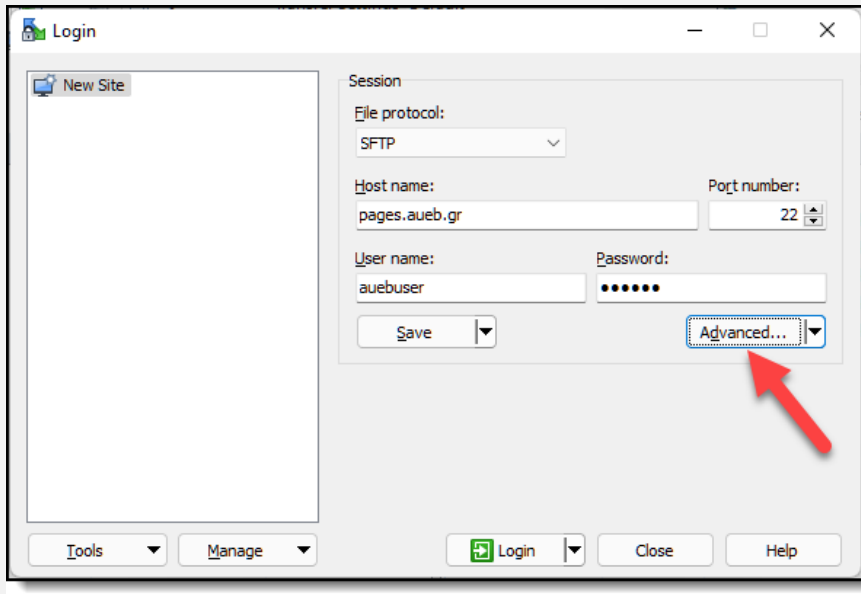 Login
New Site
Session
File protocol:
SFTP
Host name:
Port number:
pages.aueb.gr
22
User name:
Password:
auebuser
••••••
Save
Advanced...
Tools
Manage
Login
Close
Help